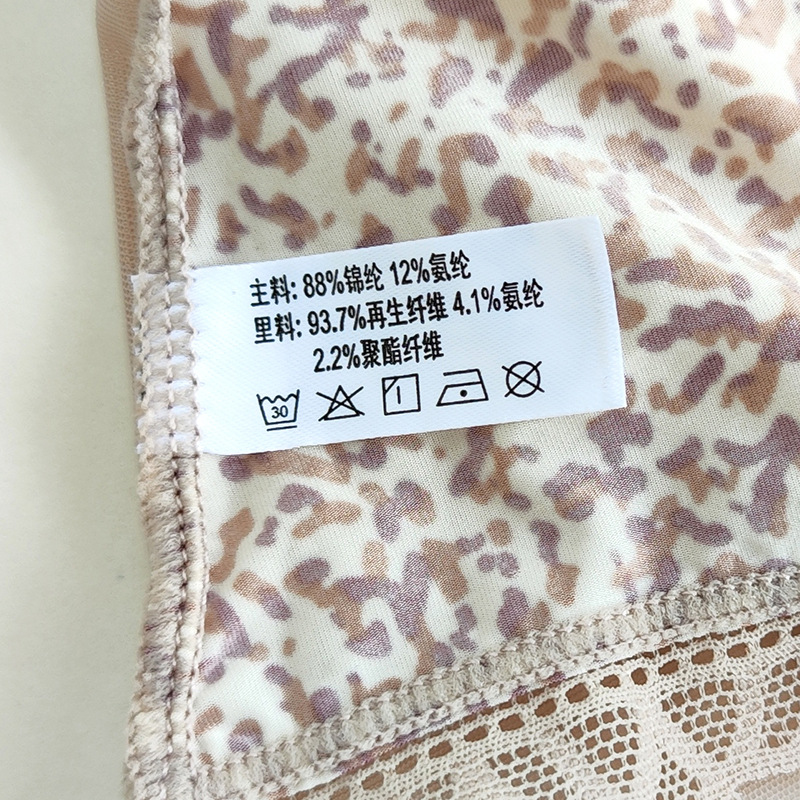 主料: 88%锦纶 12%氨纶
里料: 93.7%再生纤维 4.1%氨纶
2.2%聚酯纤维
30